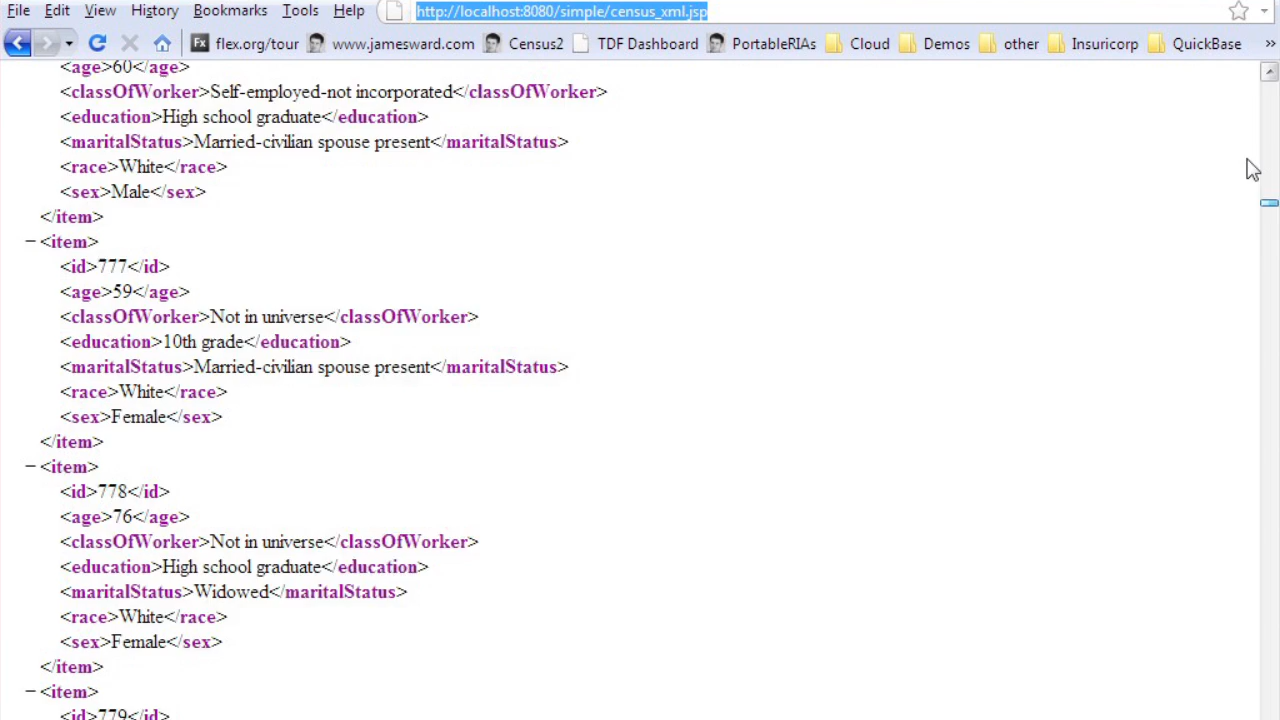 File Edit View History Bookmarks Tools Help http://localhost:8080/simple/census_xml.jsp
Fx flex.org/tour www.jamesward.com Census2 TDF Dashboard PortableRIAs Cloud Demos other Insuricorp QuickBase »
<age>60</age>
<classOfWorker>Self-employed-not incorporated</classOfWorker>
<education>High school graduate</education>
<maritalStatus>Married-civilian spouse present</maritalStatus>
<race>White</race>
<sex>Male</sex>
</item>
− <item>
<id>777</id>
<age>59</age>
<classOfWorker>Not in universe</classOfWorker>
<education>10th grade</education>
<maritalStatus>Married-civilian spouse present</maritalStatus>
<race>White</race>
<sex>Female</sex>
</item>
− <item>
<id>778</id>
<age>76</age>
<classOfWorker>Not in universe</classOfWorker>
<education>High school graduate</education>
<maritalStatus>Widowed</maritalStatus>
<race>White</race>
<sex>Female</sex>
</item>
− <item>
<id>779</id>